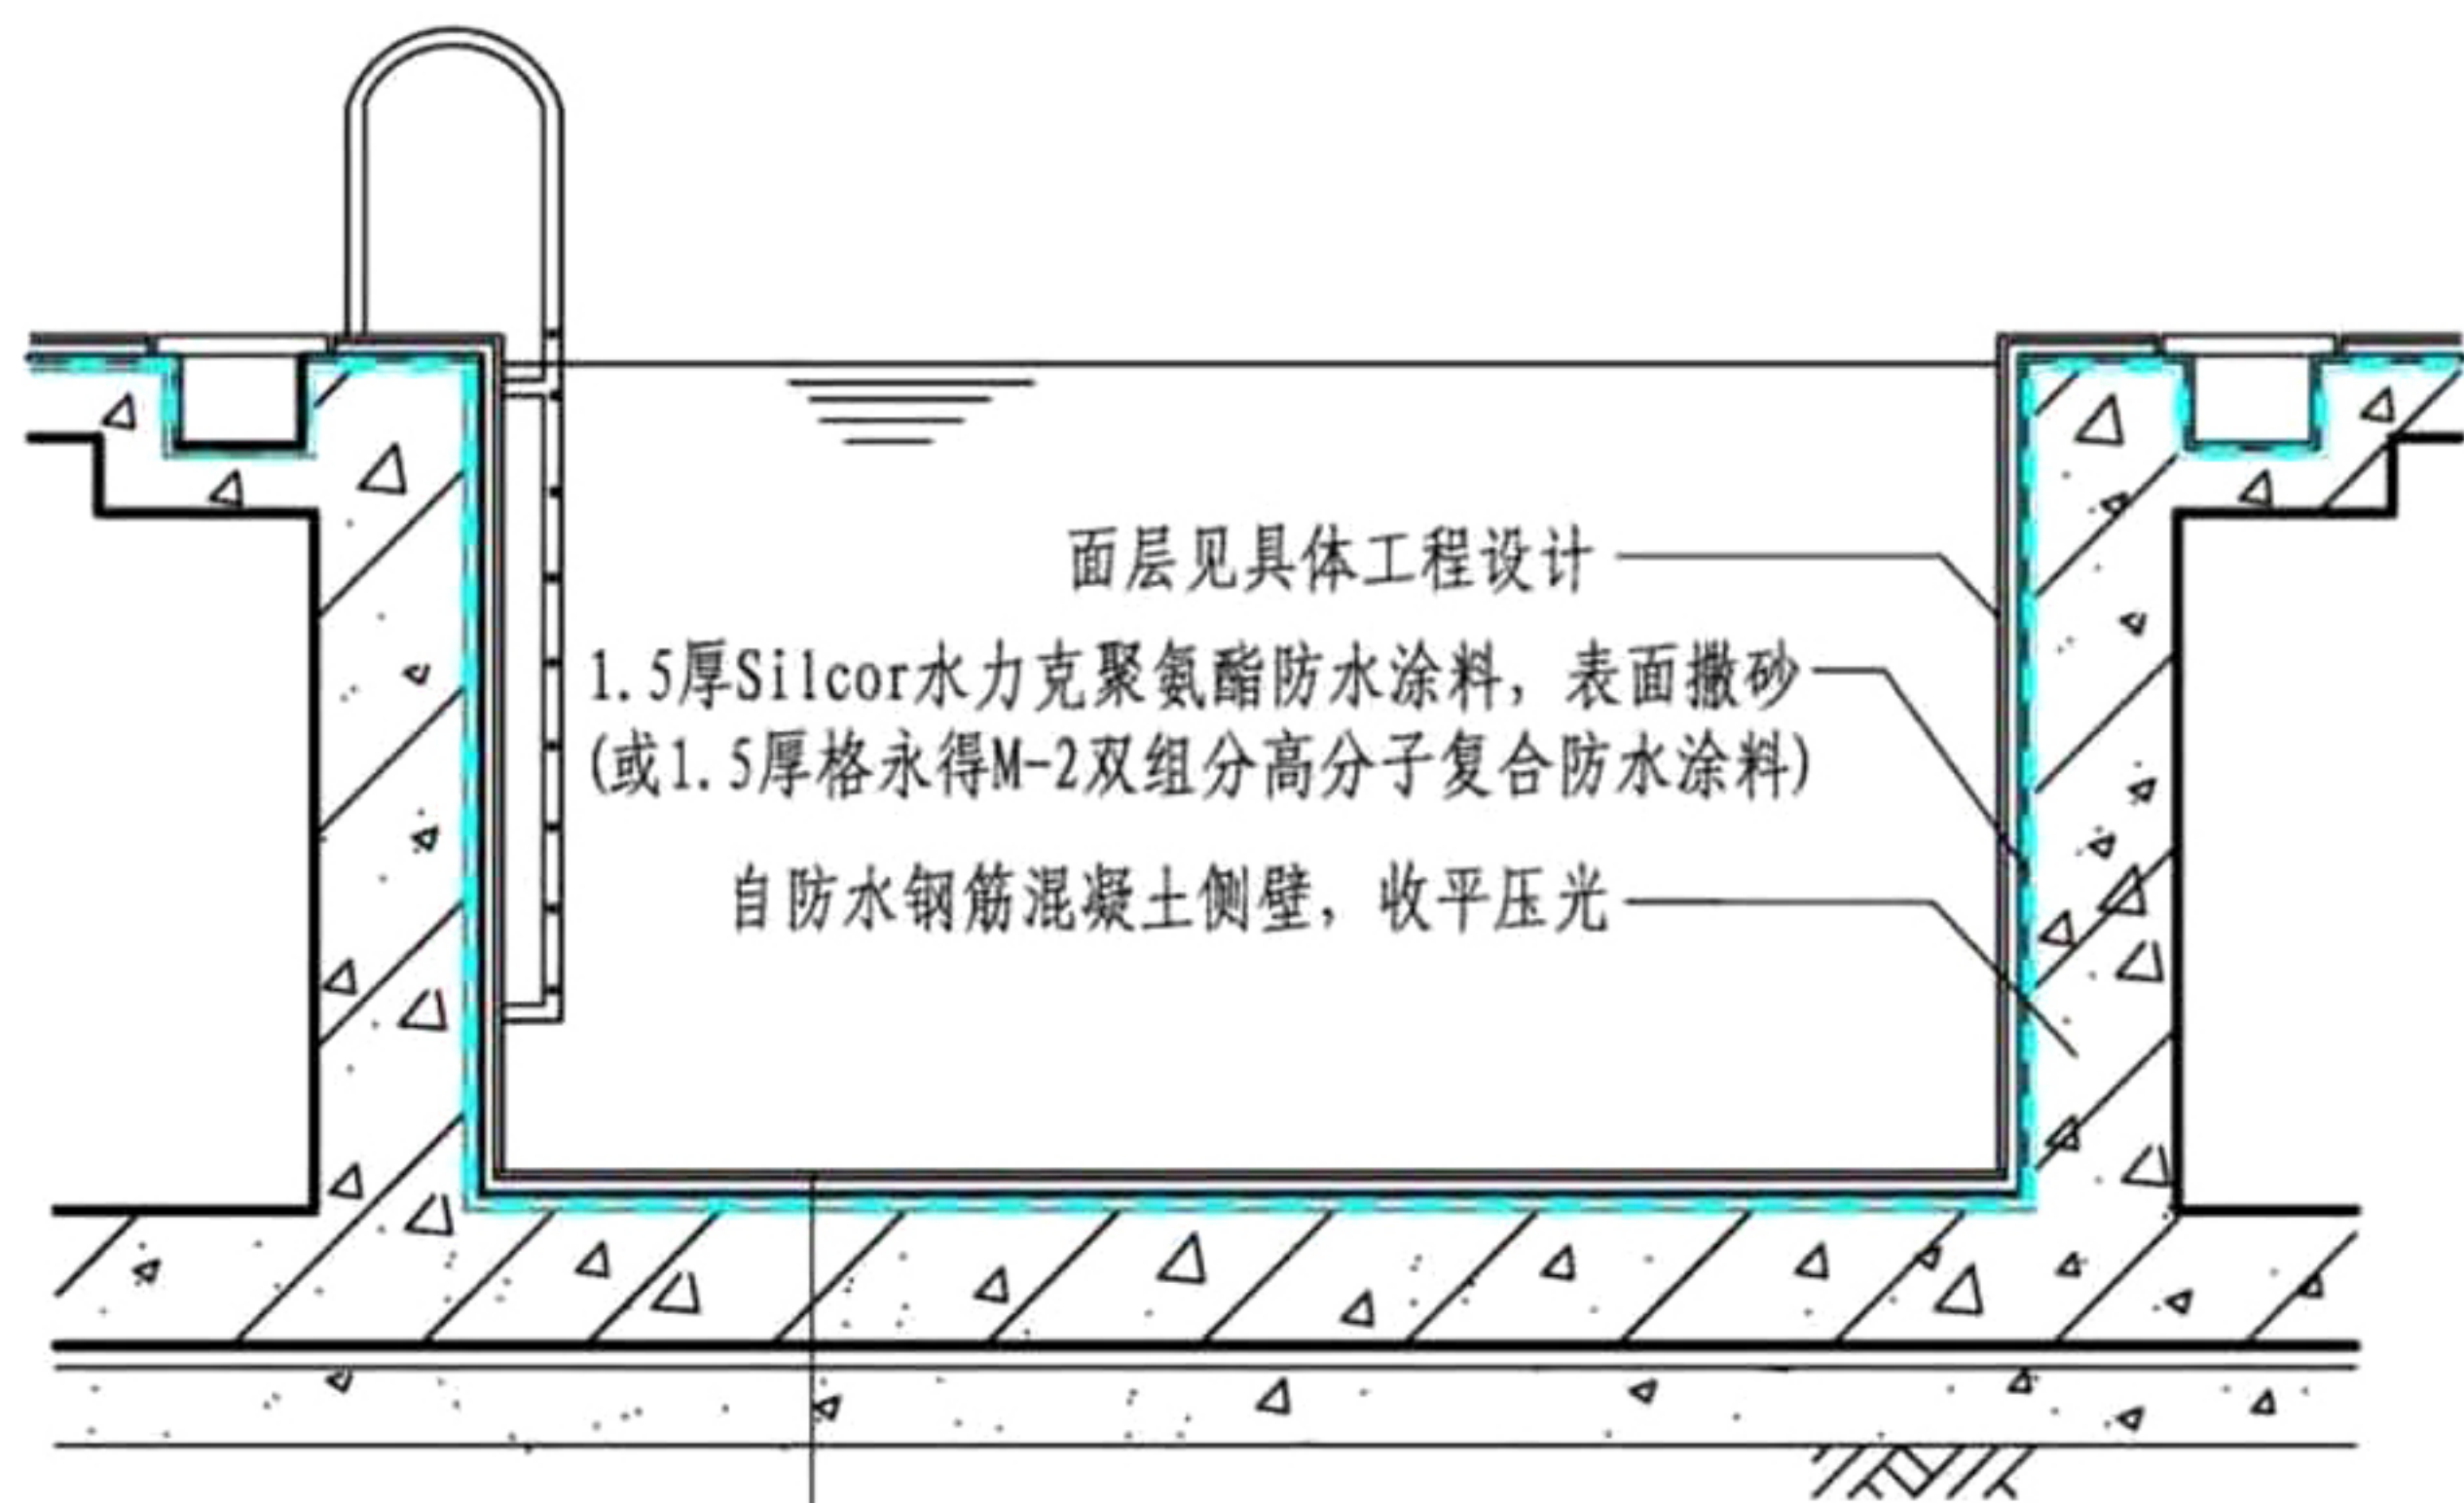 面层见具体工程设计
1.5厚Silcor水力克聚氨酯防水涂料，表面撒砂
(或1.5厚格永得M-2双组分高分子复合防水涂料)
自防水钢筋混凝土侧壁，收平压光